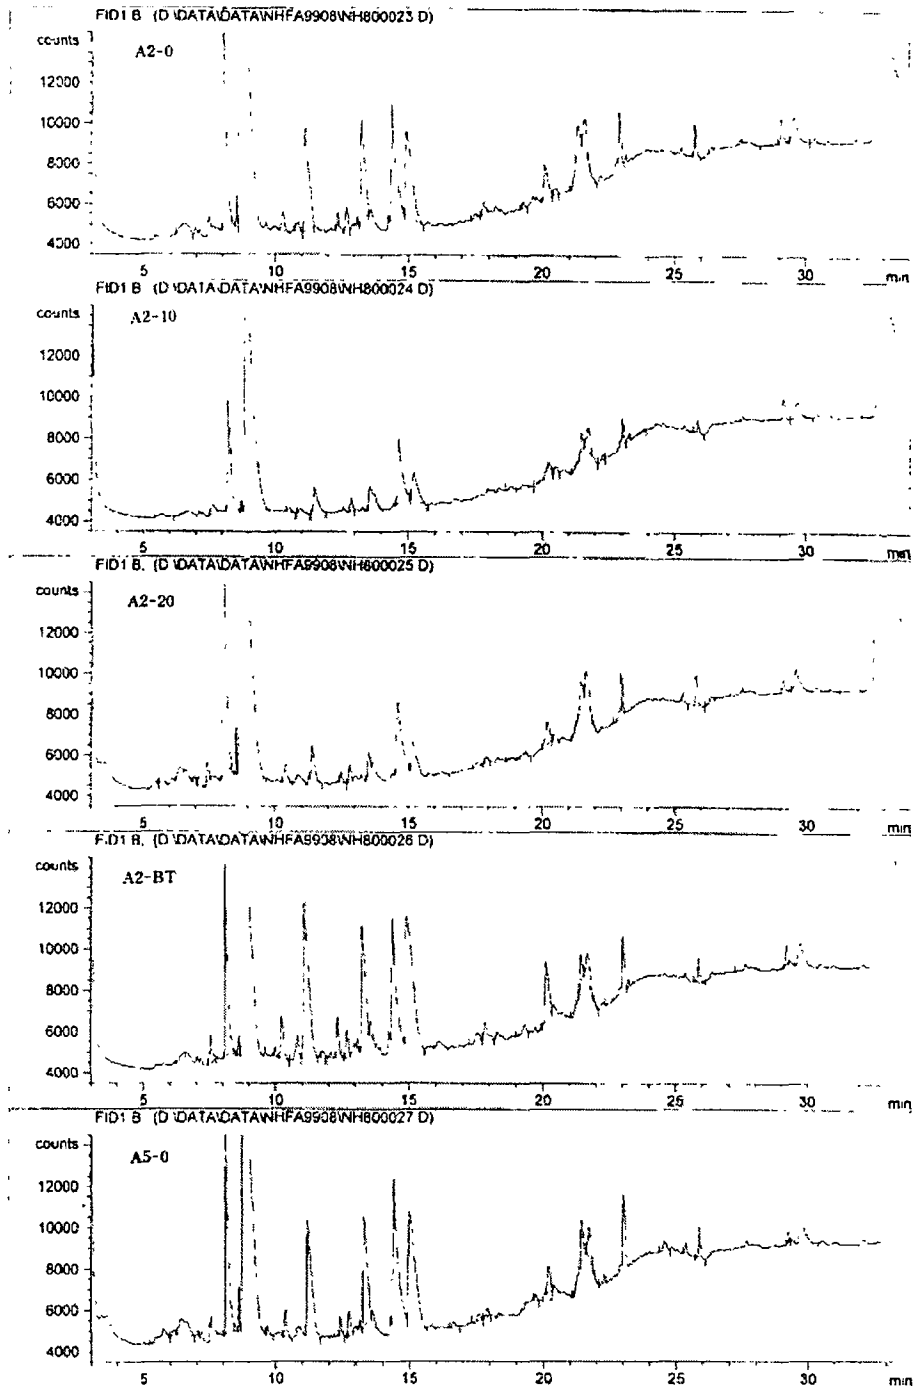 FID1 B (D:\DATA\DATA\NHFA9908\NH800023 D)
counts
A2-0
12000
10000
8000
6000
4000
5 10 15 20 25 30 min
FID1 B (D:\DATA\DATA\NHFA9908\NH800024 D)
counts
A2-10
12000
10000
8000
6000
4000
5 10 15 20 25 30 min
FID1 B, (D:\DATA\DATA\NHFA9908\NH800025 D)
counts
A2-20
12000
10000
8000
6000
4000
5 10 15 20 25 30 min
FID1 B, (D:\DATA\DATA\NHFA9908\NH800026 D)
counts
A2-BT
12000
10000
8000
6000
4000
5 10 15 20 25 30 min
FID1 B (D:\DATA\DATA\NHFA9908\NH800027 D)
counts
A5-0
12000
10000
8000
6000
4000
5 10 15 20 25 30 min